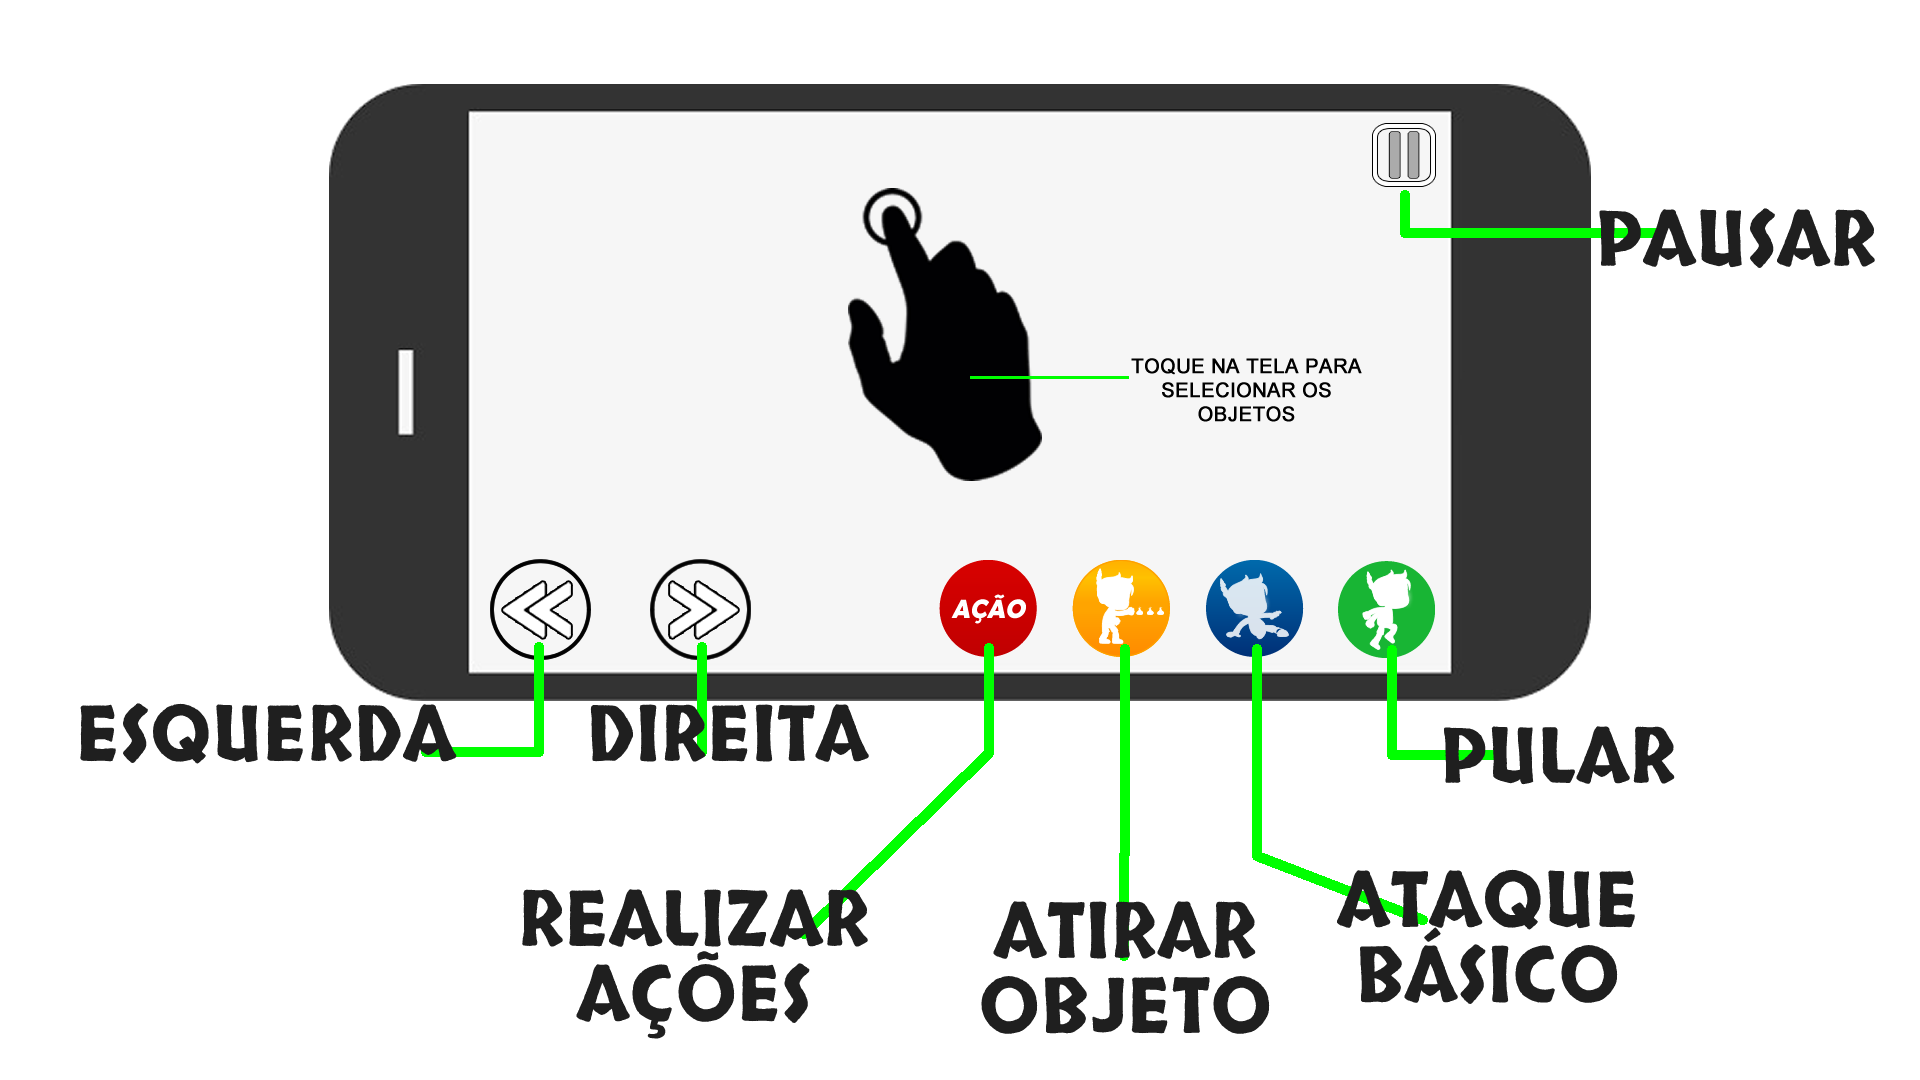 PAUSAR
TOQUE NA TELA PARA
SELECIONAR OS
OBJETOS
AÇÃO
ESQUERDA
DIREITA
PULAR
REALIZAR
AÇÕES
ATIRAR
OBJETO
ATAQUE
BÁSICO